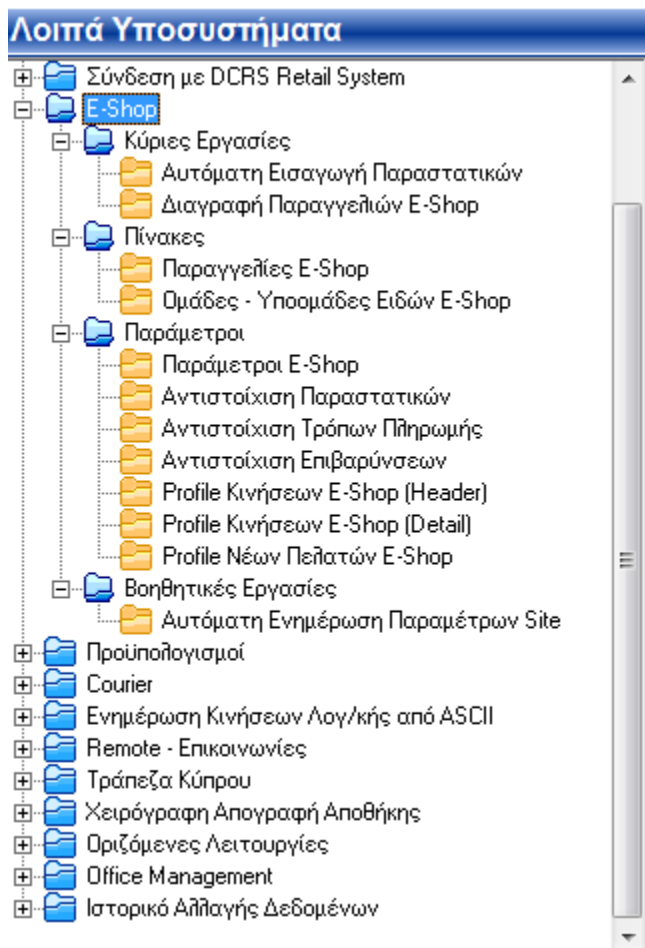 Λοιπά Υποσυστήματα
Σύνδεση με DCRS Retail System
E-Shop
Κύριες Εργασίες
Αυτόματη Εισαγωγή Παραστατικών
Διαγραφή Παραγγελιών E-Shop
Πίνακες
Παραγγελίες E-Shop
Ομάδες - Υποομάδες Ειδών E-Shop
Παράμετροι
Παράμετροι E-Shop
Αντιστοίχιση Παραστατικών
Αντιστοίχιση Τρόπων Πληρωμής
Αντιστοίχιση Επιβαρύνσεων
Profile Κινήσεων E-Shop (Header)
Profile Κινήσεων E-Shop (Detail)
Profile Νέων Πελατών E-Shop
Βοηθητικές Εργασίες
Αυτόματη Ενημέρωση Παραμέτρων Site
Προϋπολογισμοί
Courier
Ενημέρωση Κινήσεων Λογ/κής από ASCII
Remote - Επικοινωνίες
Τράπεζα Κύπρου
Χειρόγραφη Απογραφή Αποθήκης
Οριζόμενες Λειτουργίες
Office Management
Ιστορικό Αλλαγής Δεδομένων